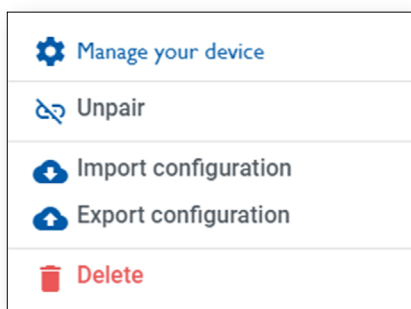 Manage your device
Unpair
Import configuration
Export configuration
Delete